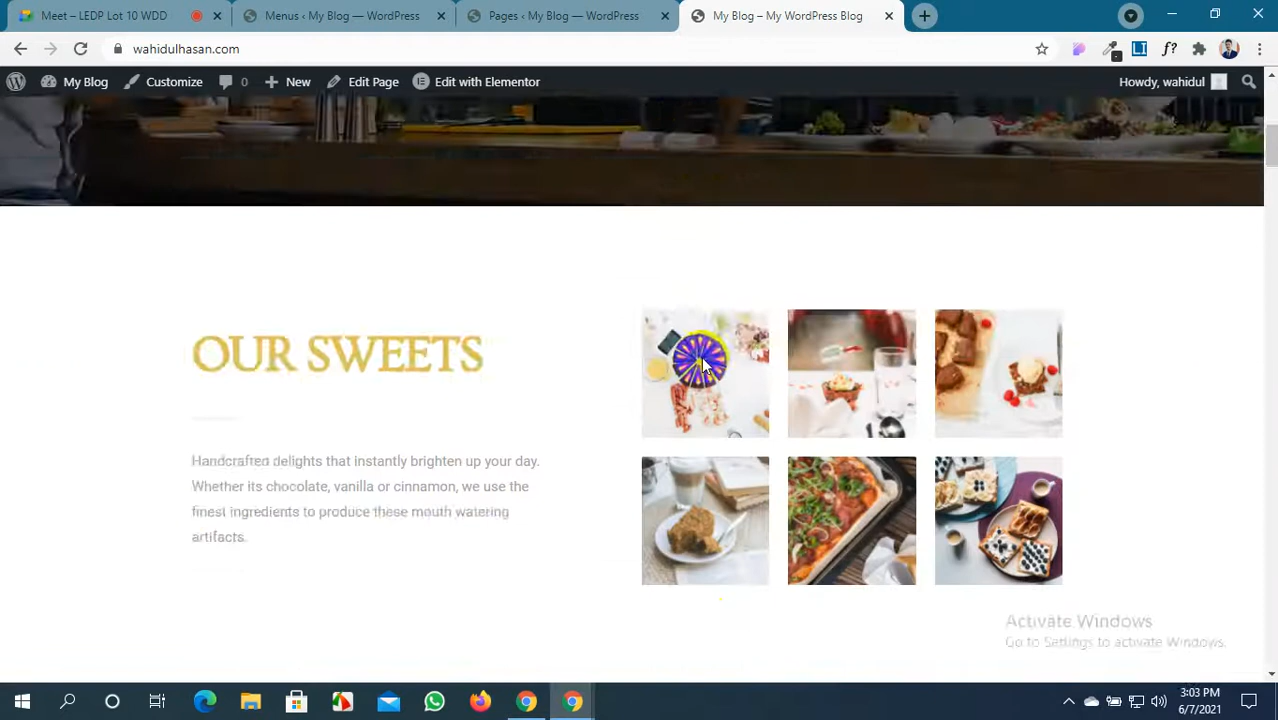 Meet – LEDP Lot 10 WDD
Menus ‹ My Blog — WordPress
Pages ‹ My Blog — WordPress
My Blog – My WordPress Blog
wahidulhasan.com
My Blog
Customize
0
New
Edit Page
Edit with Elementor
Howdy, wahidul
OUR SWEETS
Handcrafted delights that instantly brighten up your day.
Whether its chocolate, vanilla or cinnamon, we use the
finest ingredients to produce these mouth watering
artifacts.
Activate Windows
Go to Settings to activate Windows.
3:03 PM
6/7/2021